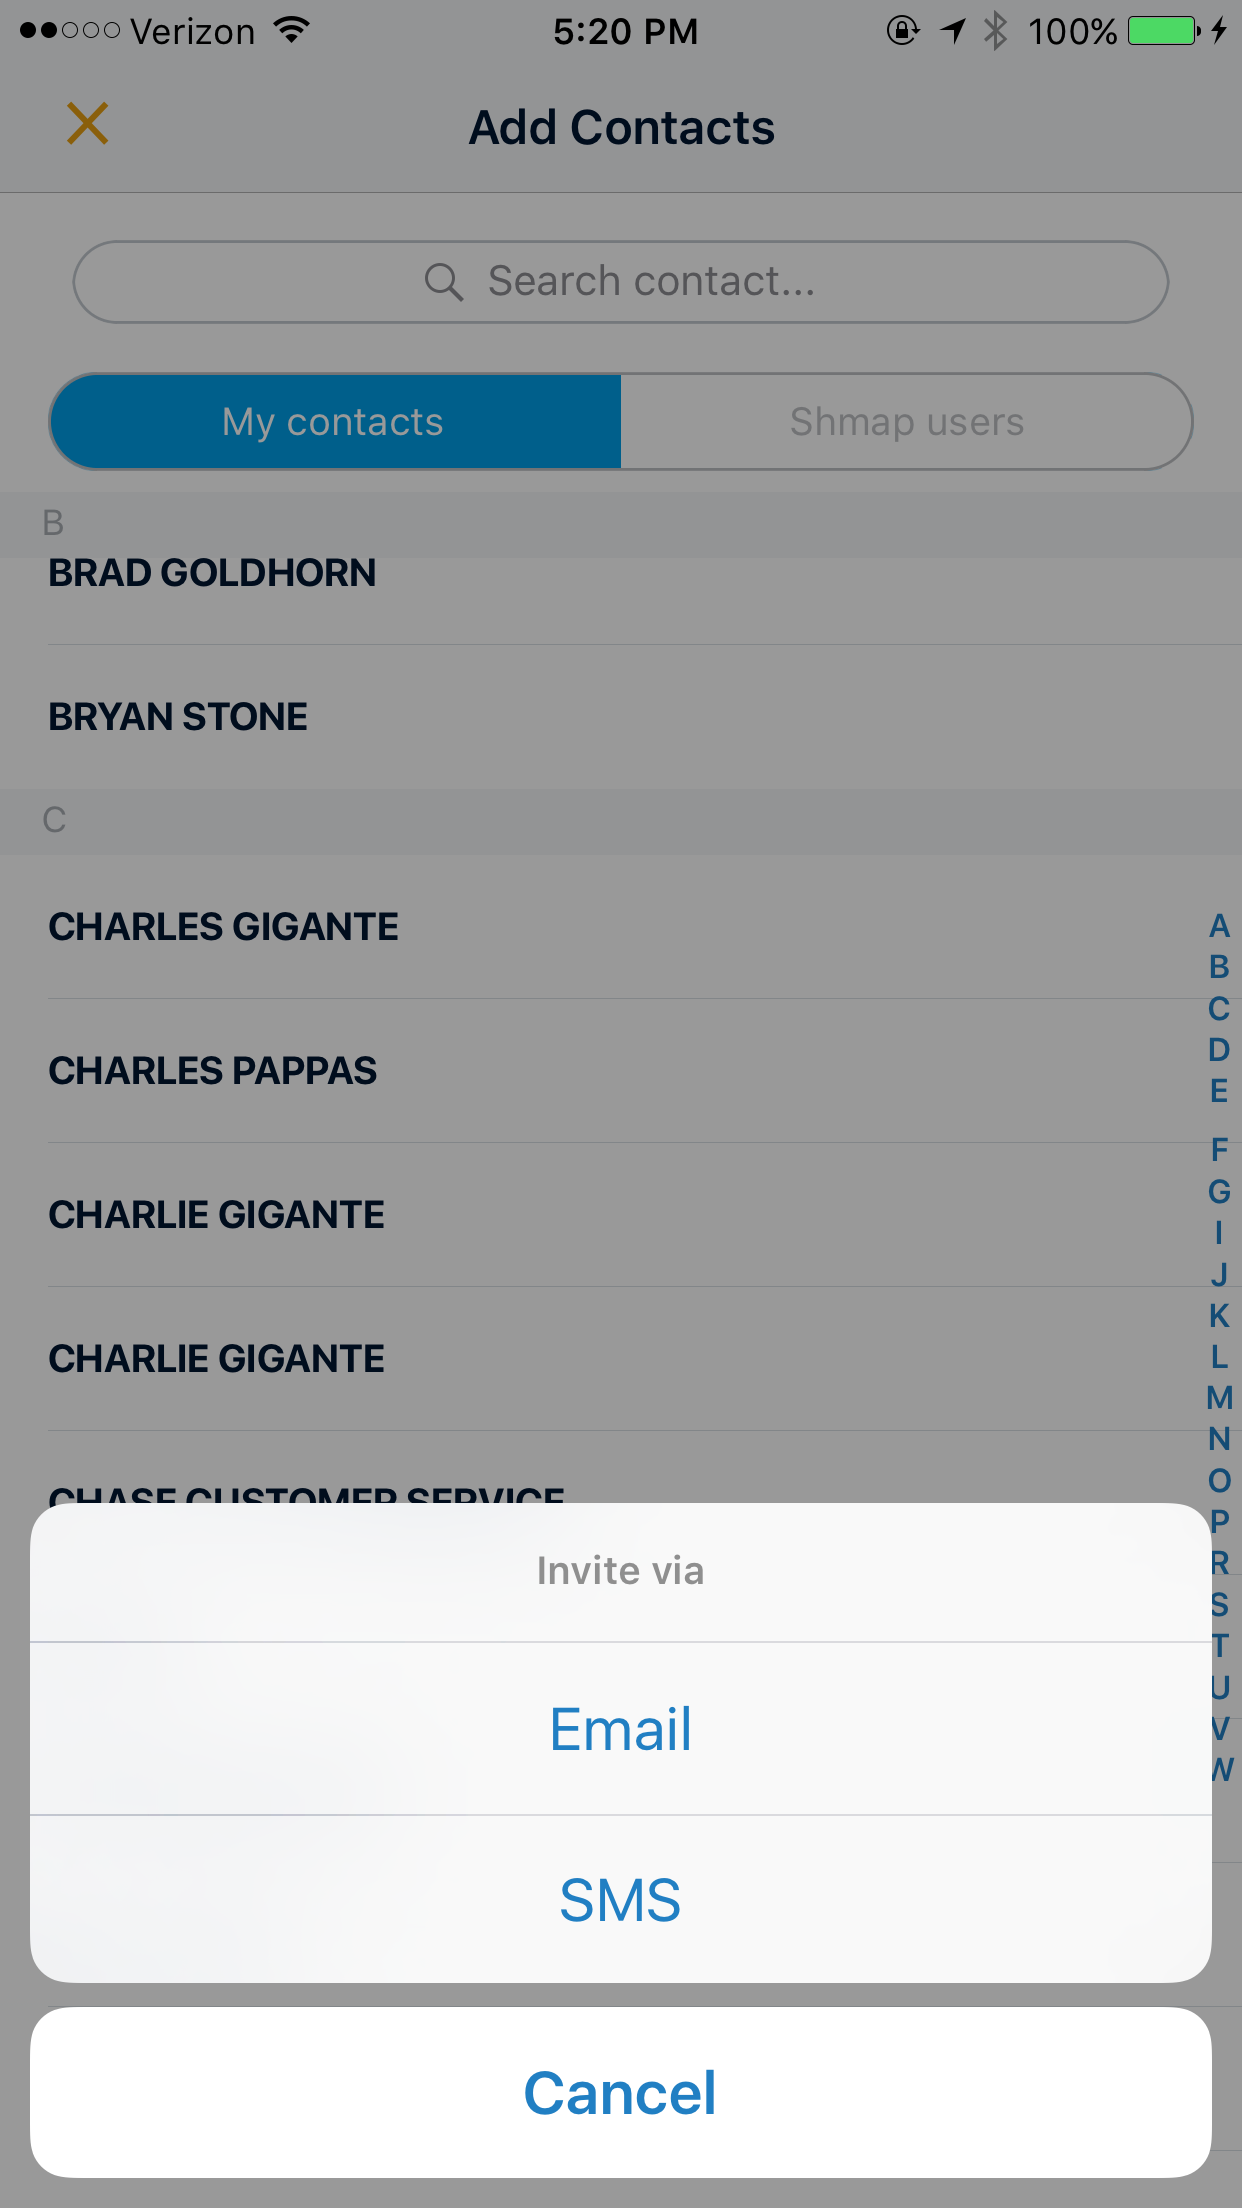 Verizon 5:20 PM 100%
Add Contacts
Search contact...
My contacts Shmap users
B
BRAD GOLDHORN
BRYAN STONE
C
CHARLES GIGANTE
CHARLES PAPPAS
CHARLIE GIGANTE
CHARLIE GIGANTE
CHASE CUSTOMER SERVICE
A
B
C
D
E
F
G
I
J
K
L
M
N
O
P
R
S
T
U
V
W
Invite via
Email
SMS
Cancel